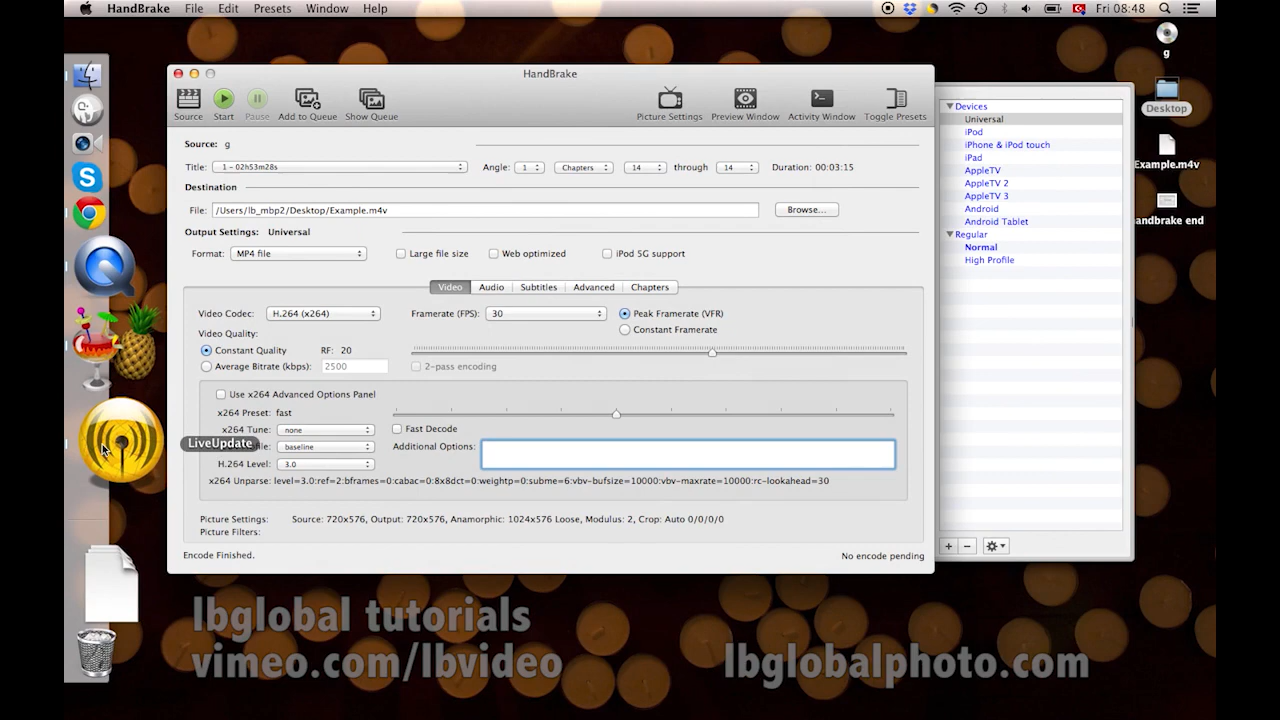 HandBrake File Edit Presets Window Help Fri 08:48
g
HandBrake
Source Start Pause Add to Queue Show Queue Picture Settings Preview Window Activity Window Toggle Presets
Source: g
Title: 1 - 02h53m28s Angle: 1 Chapters 14 through 14 Duration: 00:03:15
Destination
File: /Users/lb_mbp2/Desktop/Example.m4v Browse...
Output Settings: Universal
Format: MP4 file Large file size Web optimized iPod 5G support
Video Audio Subtitles Advanced Chapters
Video Codec: H.264 (x264) Framerate (FPS): 30 Peak Framerate (VFR)
Constant Framerate
Video Quality:
Constant Quality RF: 20
Average Bitrate (kbps): 2500 2-pass encoding
Use x264 Advanced Options Panel
x264 Preset: fast
x264 Tune: none Fast Decode
LiveUpdate
baseline Additional Options:
H.264 Level: 3.0
x264 Unparse: level=3.0:ref=2:bframes=0:cabac=0:8x8dct=0:weightp=0:subme=6:vbv-bufsize=10000:vbv-maxrate=10000:rc-lookahead=30
Picture Settings: Source: 720x576, Output: 720x576, Anamorphic: 1024x576 Loose, Modulus: 2, Crop: Auto 0/0/0/0
Picture Filters:
Encode Finished. No encode pending
Devices
Universal
iPod
iPhone & iPod touch
iPad
AppleTV
AppleTV 2
AppleTV 3
Android
Android Tablet
Regular
Normal
High Profile
Desktop
Example.m4v
handbrake end
lbglobal tutorials
vimeo.com/lbvideo lbglobalphoto.com